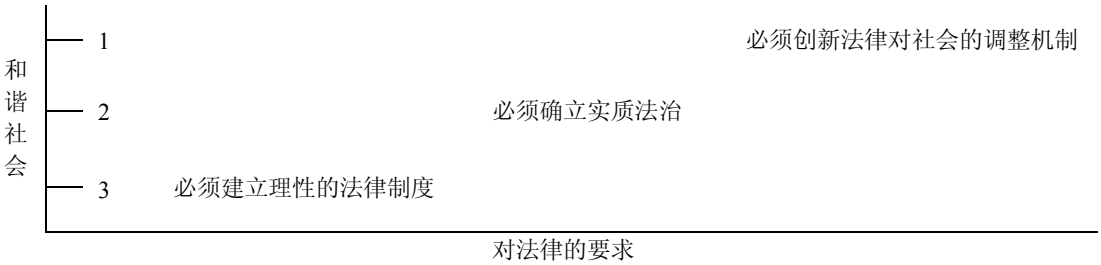 和谐社会
1 必须创新法律对社会的调整机制
2 必须确立实质法治
3 必须建立理性的法律制度
对法律的要求